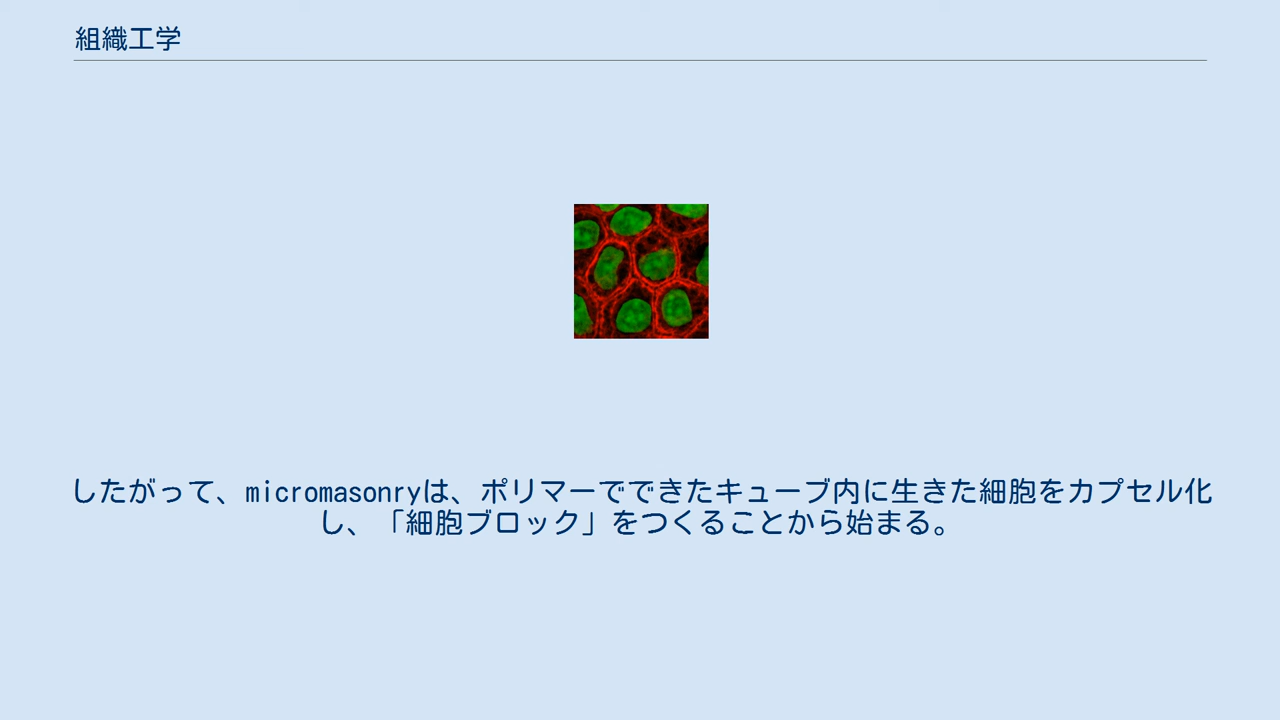 組織工学
したがって、micromasonryは、ポリマーでできたキューブ内に生きた細胞をカプセル化
し、「細胞ブロック」をつくることから始まる。